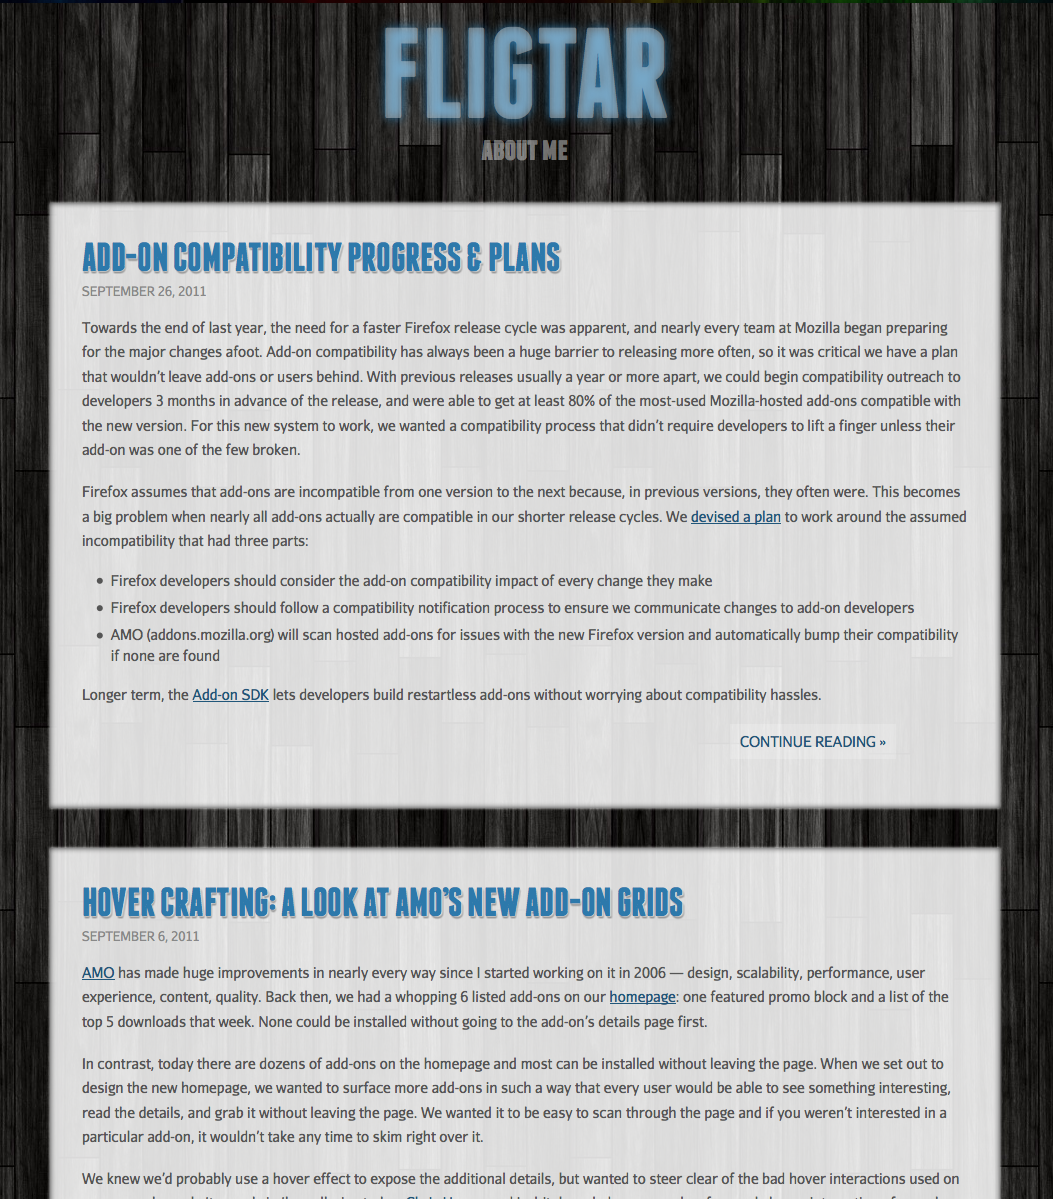 FLIGTAR
ABOUT ME
ADD-ON COMPATIBILITY PROGRESS & PLANS
SEPTEMBER 26, 2011
Towards the end of last year, the need for a faster Firefox release cycle was apparent, and nearly every team at Mozilla began preparing
for the major changes afoot. Add-on compatibility has always been a huge barrier to releasing more often, so it was critical we have a plan
that wouldn't leave add-ons or users behind. With previous releases usually a year or more apart, we could begin compatibility outreach to
developers 3 months in advance of the release, and were able to get at least 80% of the most-used Mozilla-hosted add-ons compatible with
the new version. For this new system to work, we wanted a compatibility process that didn't require developers to lift a finger unless their
add-on was one of the few broken.
Firefox assumes that add-ons are incompatible from one version to the next because, in previous versions, they often were. This becomes
a big problem when nearly all add-ons actually are compatible in our shorter release cycles. We devised a plan to work around the assumed
incompatibility that had three parts:
• Firefox developers should consider the add-on compatibility impact of every change they make
• Firefox developers should follow a compatibility notification process to ensure we communicate changes to add-on developers
• AMO (addons.mozilla.org) will scan hosted add-ons for issues with the new Firefox version and automatically bump their compatibility
if none are found
Longer term, the Add-on SDK lets developers build restartless add-ons without worrying about compatibility hassles.
CONTINUE READING »
HOVER CRAFTING: A LOOK AT AMO'S NEW ADD-ON GRIDS
SEPTEMBER 6, 2011
AMO has made huge improvements in nearly every way since I started working on it in 2006 — design, scalability, performance, user
experience, content, quality. Back then, we had a whopping 6 listed add-ons on our homepage: one featured promo block and a list of the
top 5 downloads that week. None could be installed without going to the add-on's details page first.
In contrast, today there are dozens of add-ons on the homepage and most can be installed without leaving the page. When we set out to
design the new homepage, we wanted to surface more add-ons in such a way that every user would be able to see something interesting,
read the details, and grab it without leaving the page. We wanted it to be easy to scan through the page and if you weren't interested in a
particular add-on, it wouldn't take any time to skim right over it.
We knew we'd probably use a hover effect to expose the additional details, but wanted to steer clear of the bad hover interactions used on